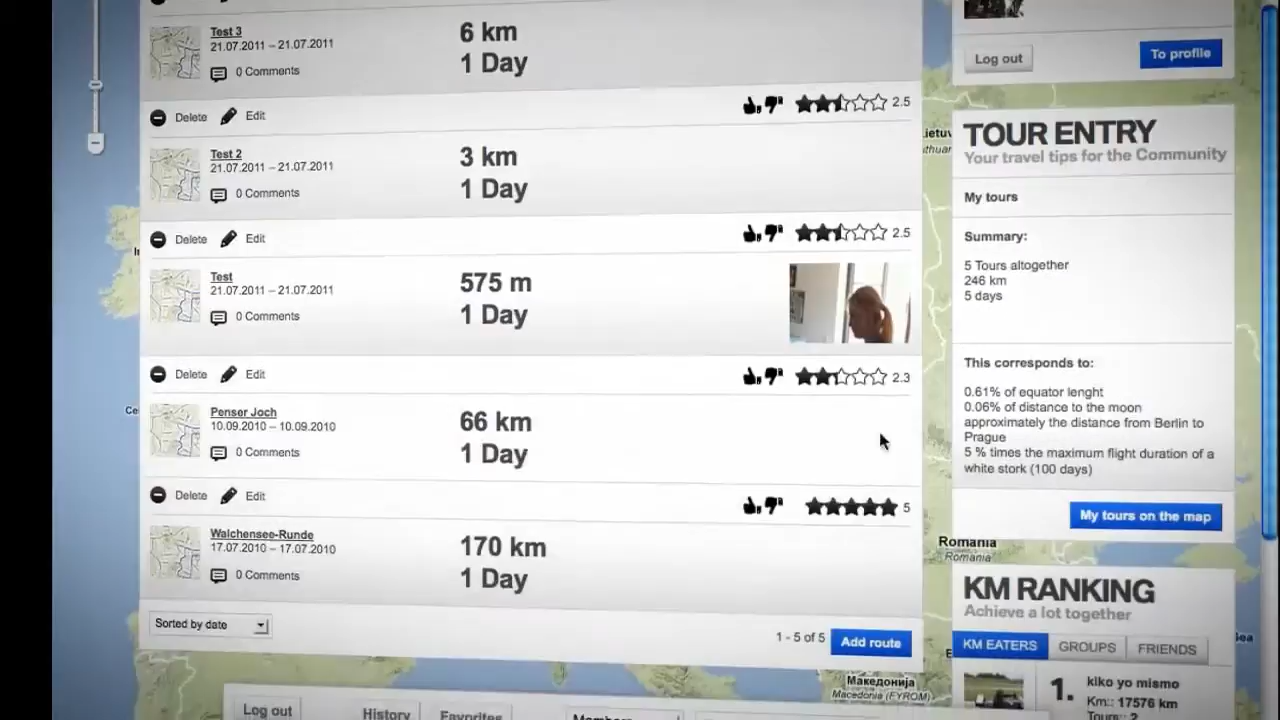 Test 3
21.07.2011 – 21.07.2011
0 Comments
6 km
1 Day
Delete Edit
2.5
Test 2
21.07.2011 – 21.07.2011
0 Comments
3 km
1 Day
Delete Edit
2.5
Test
21.07.2011 – 21.07.2011
0 Comments
575 m
1 Day
Delete Edit
2.3
Penser Joch
10.09.2010 – 10.09.2010
0 Comments
66 km
1 Day
Delete Edit
5
Walchensee-Runde
17.07.2010 – 17.07.2010
0 Comments
170 km
1 Day
Sorted by date
1 - 5 of 5 Add route
Log out To profile
TOUR ENTRY
Your travel tips for the Community
My tours
Summary:
5 Tours altogether
246 km
5 days
This corresponds to:
0.61% of equator lenght
0.06% of distance to the moon
approximately the distance from Berlin to
Prague
5 % times the maximum flight duration of a
white stork (100 days)
My tours on the map
Romania
Romania
KM RANKING
Achieve a lot together
KM EATERS GROUPS FRIENDS
1. kiko yo mismo
Km:: 17576 km
Македонија
Macedonia (FYROM)
Log out History Favorites